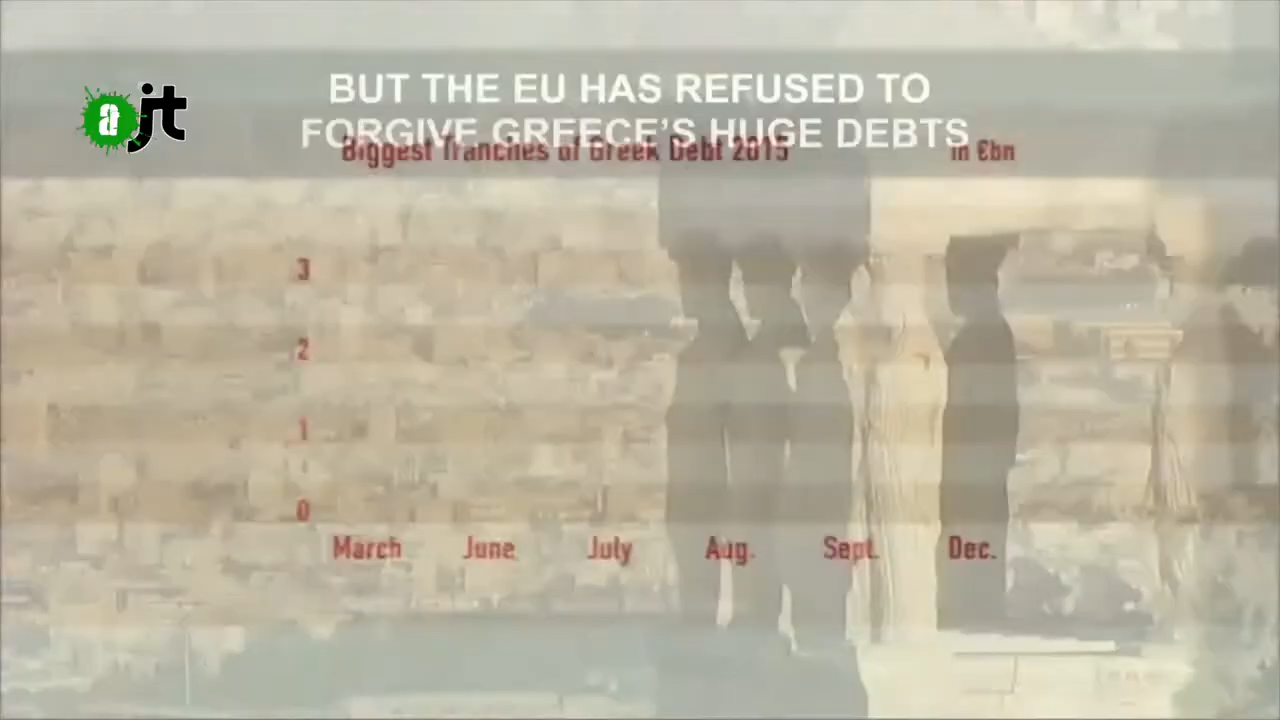 BUT THE EU HAS REFUSED TO
FORGIVE GREECE'S HUGE DEBTS
ajt
Biggest Tranches of Greek Debt 2015 in €bn
3
2
1
0
March June July Aug. Sept. Dec.